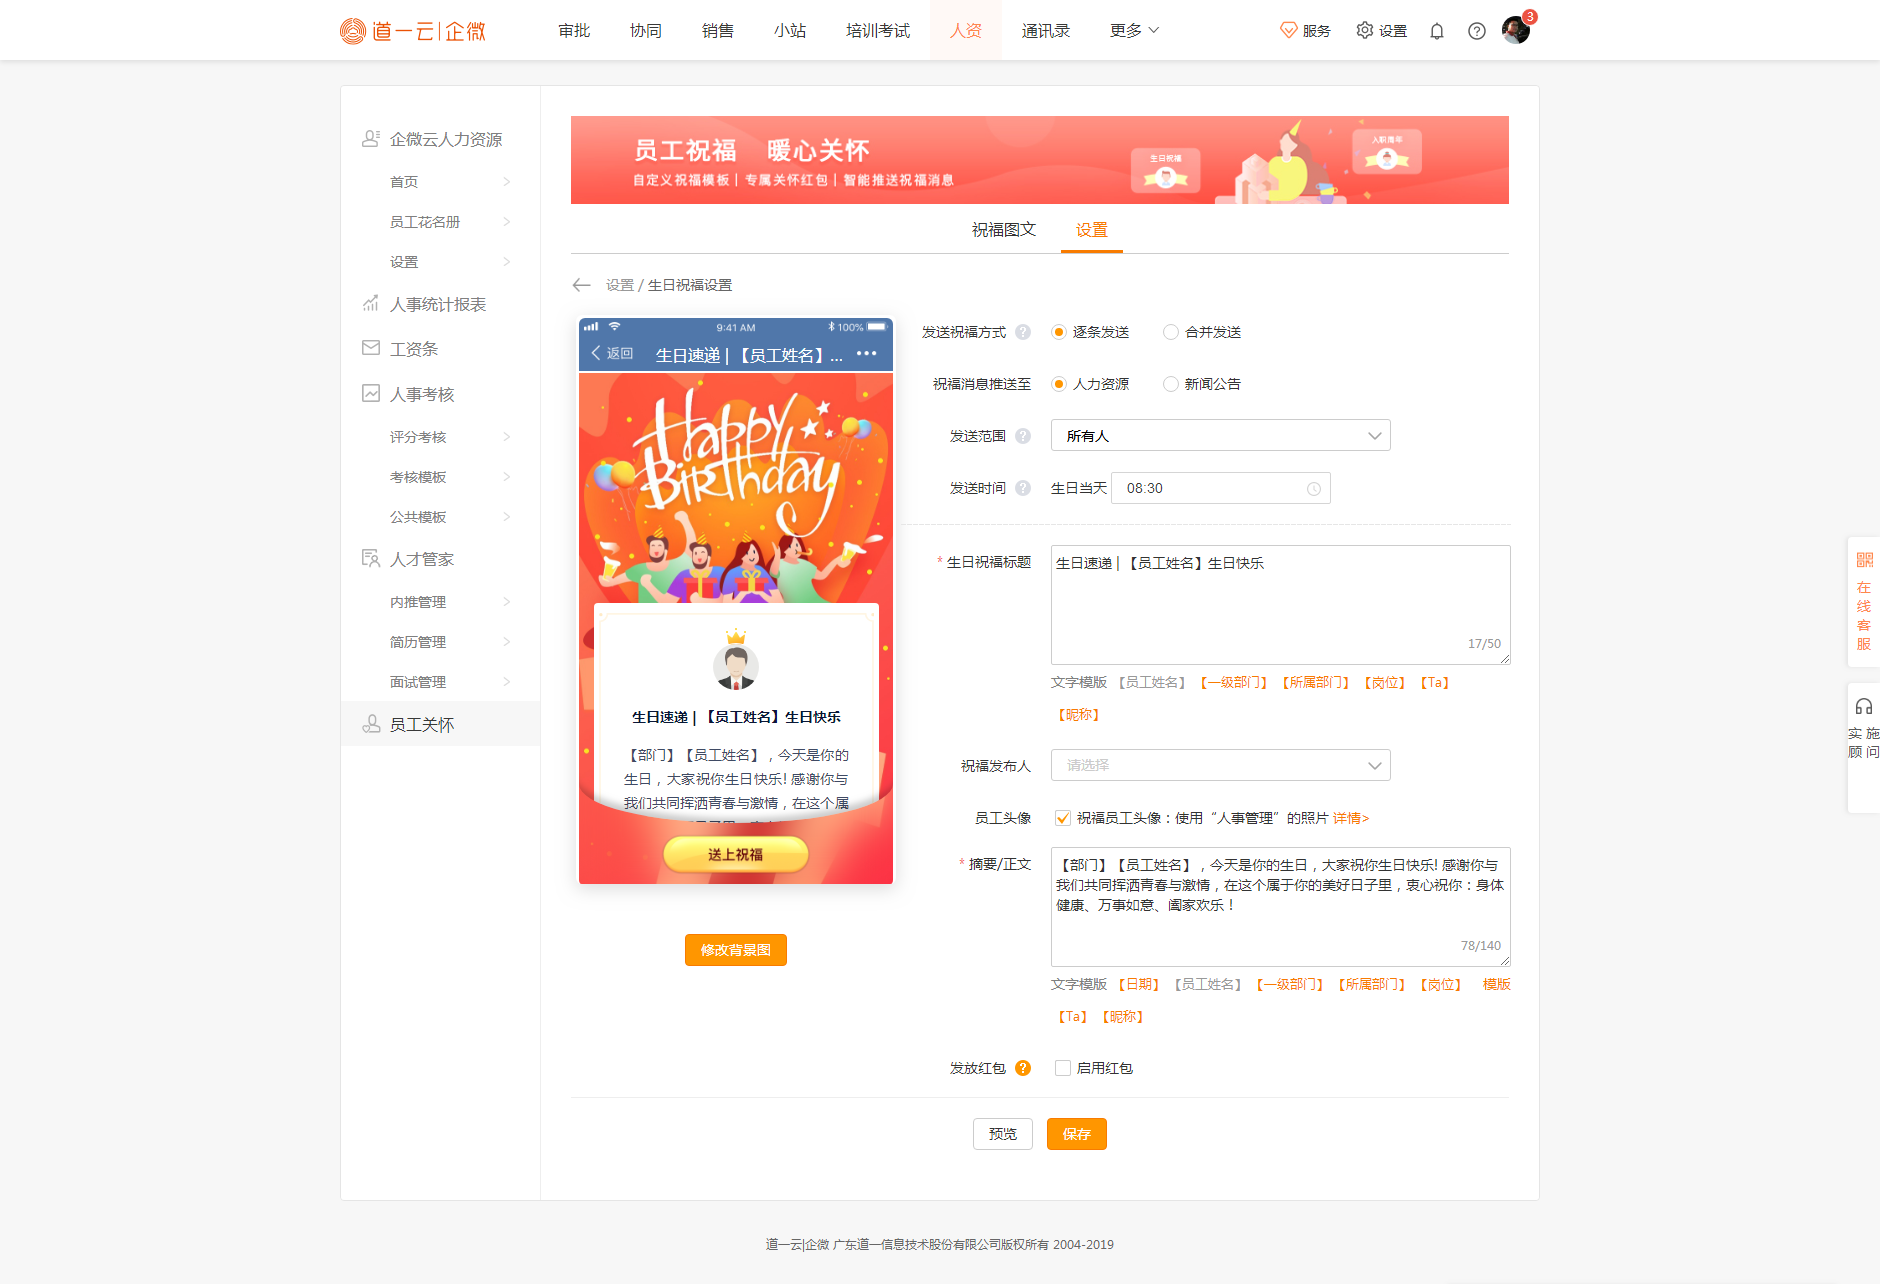 道一云|企微
审批
协同
销售
小站
培训考试
人资
通讯录
更多
服务
设置
3
企微云人力资源
首页
员工花名册
设置
人事统计报表
工资条
人事考核
评分考核
考核模板
公共模板
人才管家
内推管理
简历管理
面试管理
员工关怀
员工祝福 暖心关怀
自定义祝福模板 | 专属关怀红包 | 智能推送祝福消息
生日祝福
入职周年
祝福图文
设置
设置 / 生日祝福设置
9:41 AM
100%
返回
生日速递 | 【员工姓名】...
Happy
Birthday
生日速递 | 【员工姓名】生日快乐
【部门】【员工姓名】，今天是你的
生日，大家祝你生日快乐! 感谢你与
我们共同挥洒青春与激情，在这个属
送上祝福
修改背景图
发送祝福方式 ? 逐条发送 合并发送
祝福消息推送至 人力资源 新闻公告
发送范围 ? 所有人
发送时间 ? 生日当天 08:30
* 生日祝福标题 生日速递 | 【员工姓名】生日快乐
17/50
文字模版 【员工姓名】 【一级部门】 【所属部门】 【岗位】 【Ta】
【昵称】
祝福发布人 请选择
员工头像 祝福员工头像：使用“人事管理”的照片 详情>
* 摘要/正文 【部门】【员工姓名】，今天是你的生日，大家祝你生日快乐! 感谢你与
我们共同挥洒青春与激情，在这个属于你的美好日子里，衷心祝你：身体
健康、万事如意、阖家欢乐！
78/140
文字模版 【日期】 【员工姓名】 【一级部门】 【所属部门】 【岗位】 模版
【Ta】 【昵称】
发放红包 ? 启用红包
预览
保存
在
线
客
服
实 施
顾 问
道一云|企微 广东道一信息技术股份有限公司版权所有 2004-2019